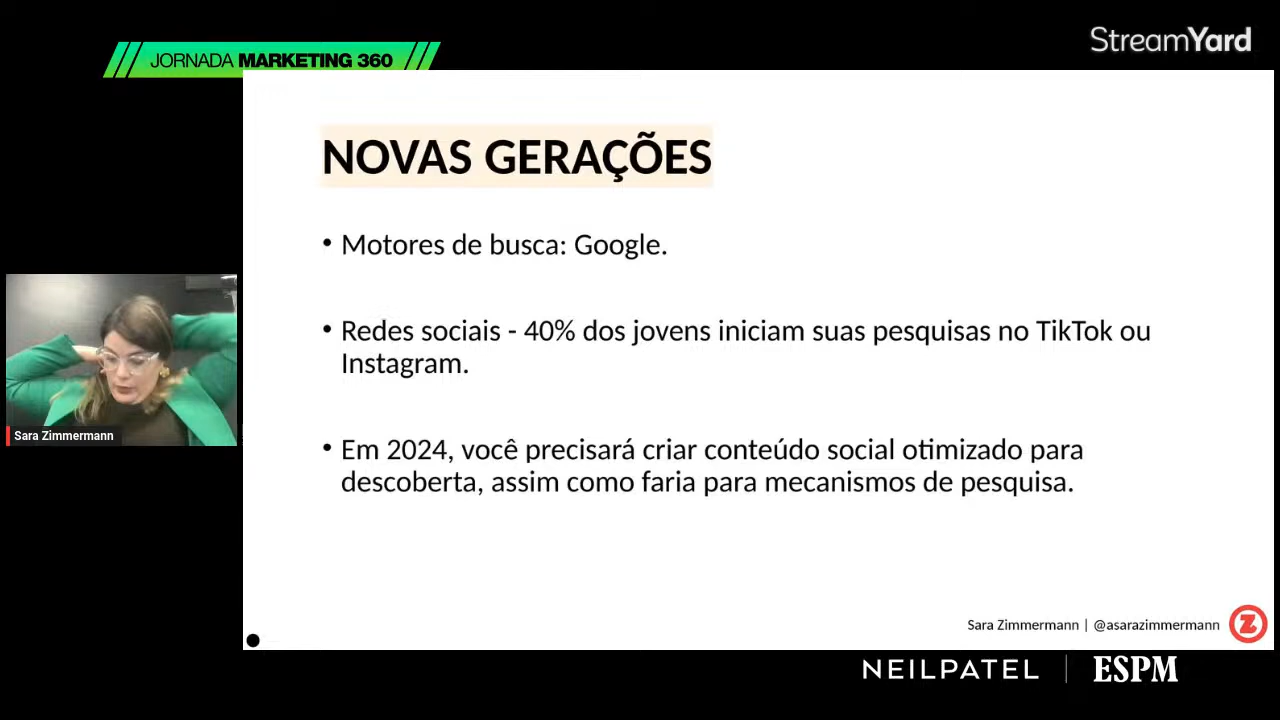 JORNADA MARKETING 360
StreamYard
NOVAS GERAÇÕES
• Motores de busca: Google.
• Redes sociais - 40% dos jovens iniciam suas pesquisas no TikTok ou
Instagram.
• Em 2024, você precisará criar conteúdo social otimizado para
descoberta, assim como faria para mecanismos de pesquisa.
Sara Zimmermann
Sara Zimmermann | @asarazimmermann
Z
NEILPATEL | ESPM